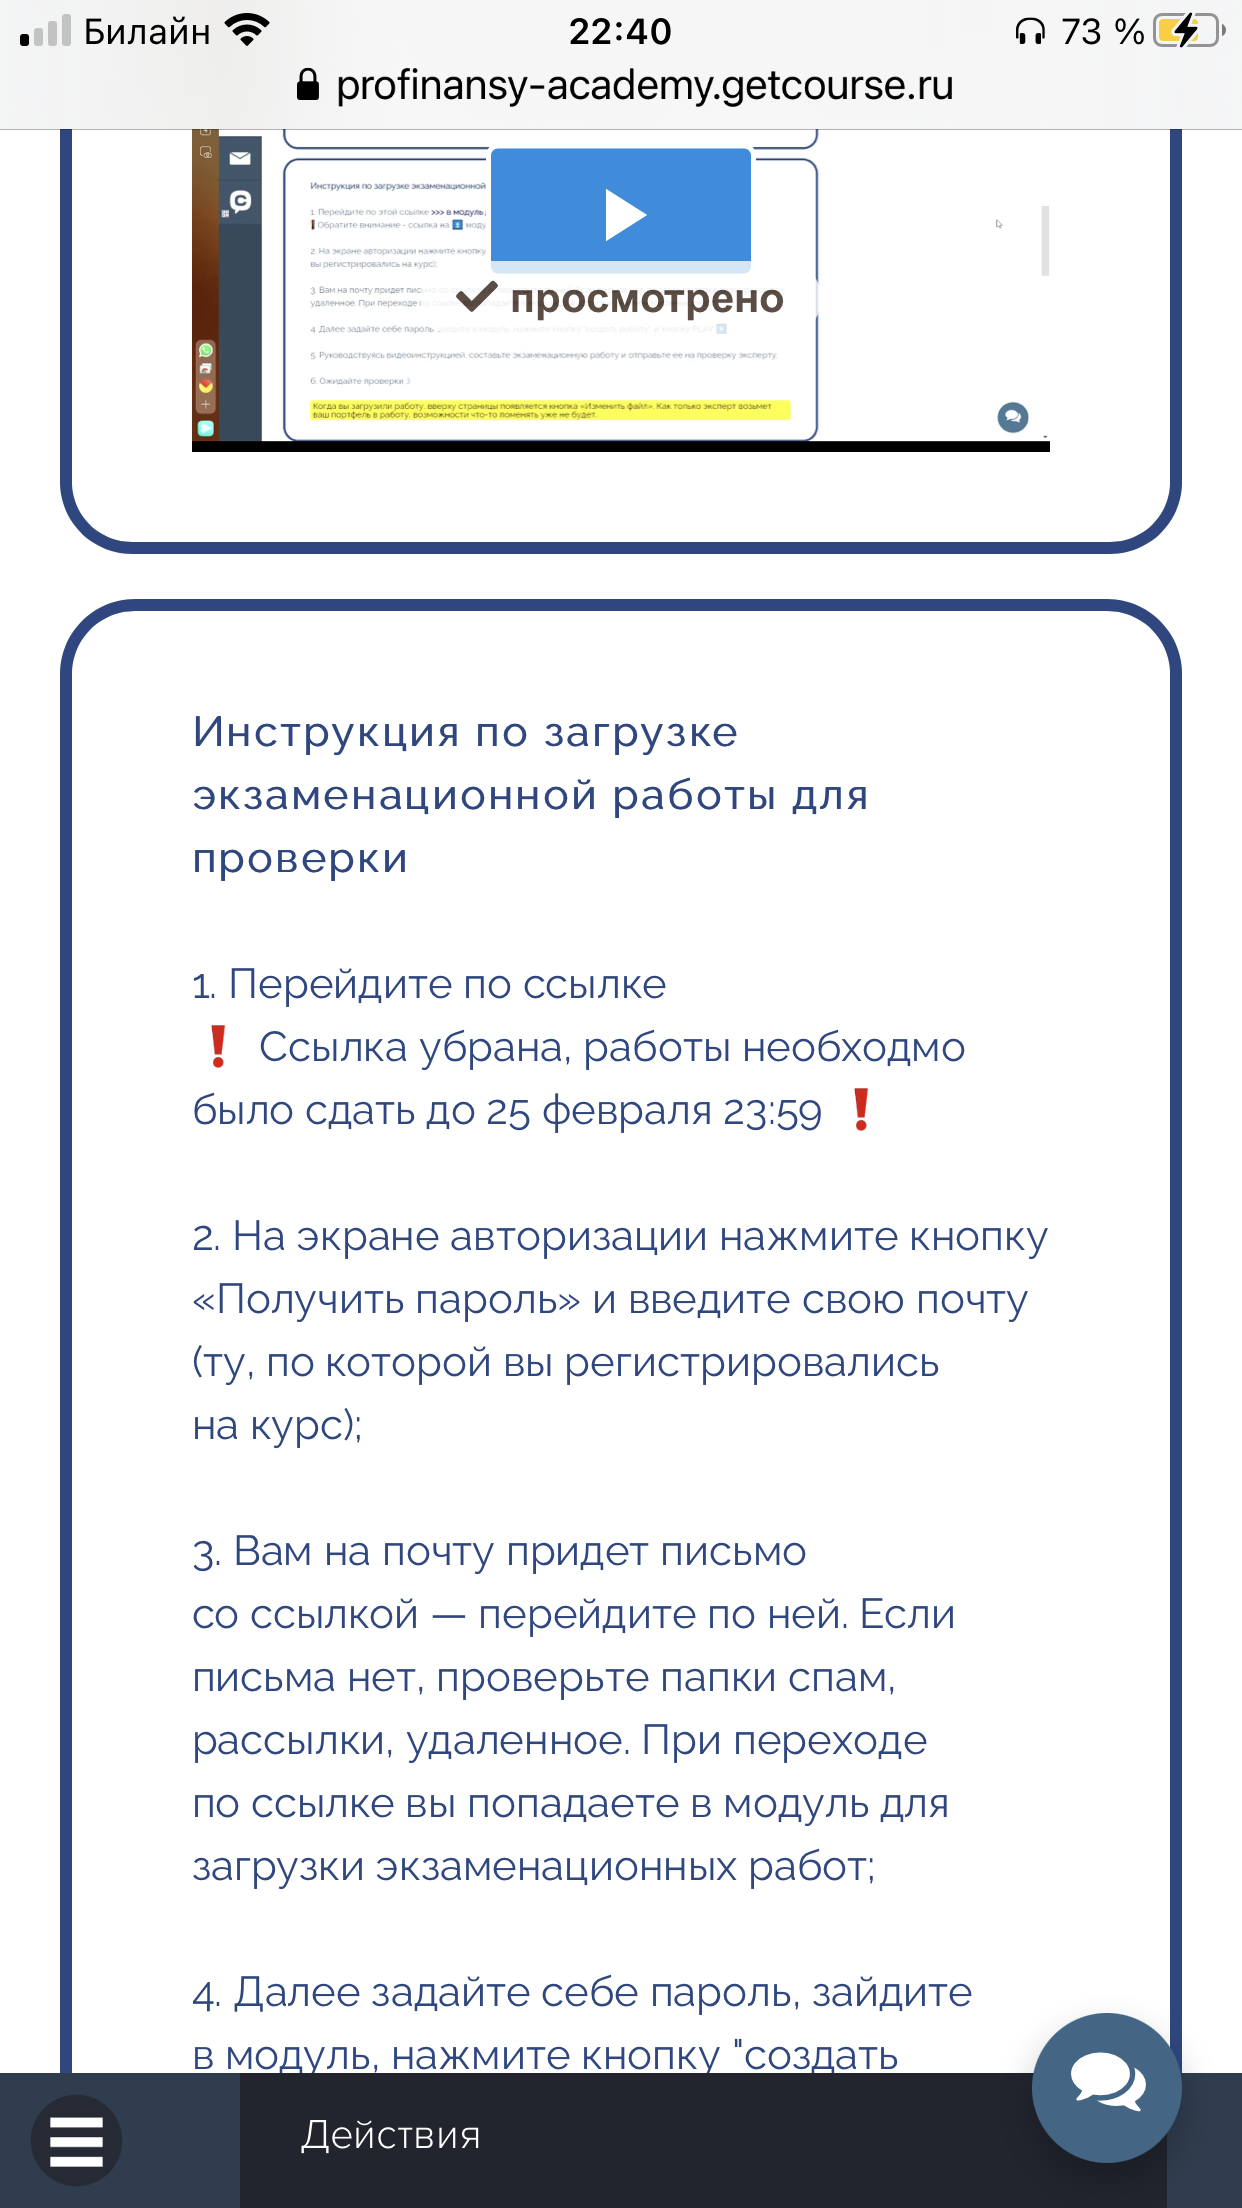 Билайн 22:40 73 %
profinansy-academy.getcourse.ru
Инструкция по загрузке экзаменационной
1. Перейдите по этой ссылке >>> в модуль
Обратите внимание - ссылка на моду
2. На экране авторизации нажмите кнопку
вы регистрировались на курс);
3. Вам на почту придет
удаленное. При переходе
просмотрено
4. Далее задайте себе пароль,
5. Руководствуясь видеоинструкцией, составьте экзаменационную работу и отправьте ее на проверку эксперту.
6. Ожидайте проверки :)
Когда вы загрузили работу, вверху страницы появляется кнопка «Изменить файл». Как только эксперт возьмет
ваш портфель в работу, возможности что-то поменять уже не будет.
Инструкция по загрузке
экзаменационной работы для
проверки
1. Перейдите по ссылке
❗ Ссылка убрана, работы необходмо
было сдать до 25 февраля 23:59 ❗
2. На экране авторизации нажмите кнопку
«Получить пароль» и введите свою почту
(ту, по которой вы регистрировались
на курс);
3. Вам на почту придет письмо
со ссылкой — перейдите по ней. Если
письма нет, проверьте папки спам,
рассылки, удаленное. При переходе
по ссылке вы попадаете в модуль для
загрузки экзаменационных работ;
4. Далее задайте себе пароль, зайдите
в модуль, нажмите кнопку "создать
Действия